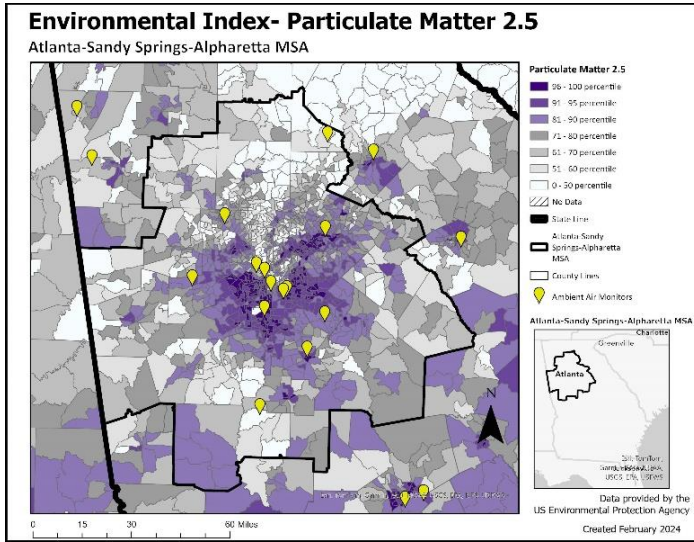 Environmental Index- Particulate Matter 2.5
Atlanta-Sandy Springs-Alpharetta MSA
Particulate Matter 2.5
96 - 100 percentile
91 - 95 percentile
81 - 90 percentile
71 - 80 percentile
61 - 70 percentile
51 - 60 percentile
0 - 50 percentile
No Data
State Line
Atlanta-Sandy
Springs-Alpharetta
MSA
County Lines
Ambient Air Monitors
Atlanta-Sandy Springs-Alpharetta MSA
Charlotte
Greenville
Atlanta
N
USGS, EPA, USFWS
Data provided by the
US Environmental Protection Agency
Created February 2024
0 15 30 60 Miles